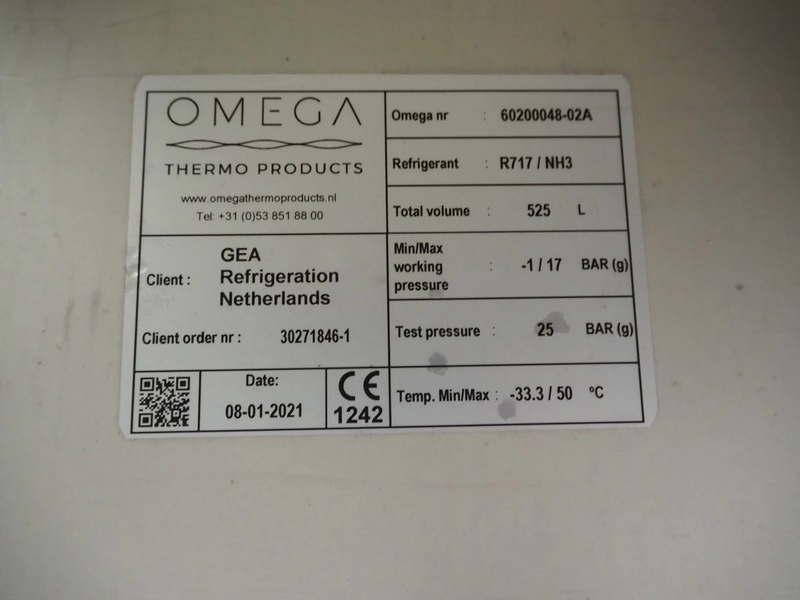 OMEGA
THERMO PRODUCTS
www.omegathermoproducts.nl
Tel: +31 (0)53 851 88 00
Client : GEA
Refrigeration
Netherlands
Client order nr : 30271846-1
Date:
08-01-2021
CE
1242
Omega nr : 60200048-02A
Refrigerant : R717 / NH3
Total volume : 525 L
Min/Max
working : -1 / 17 BAR (g)
pressure
Test pressure : 25 BAR (g)
Temp. Min/Max : -33.3 / 50 ºC